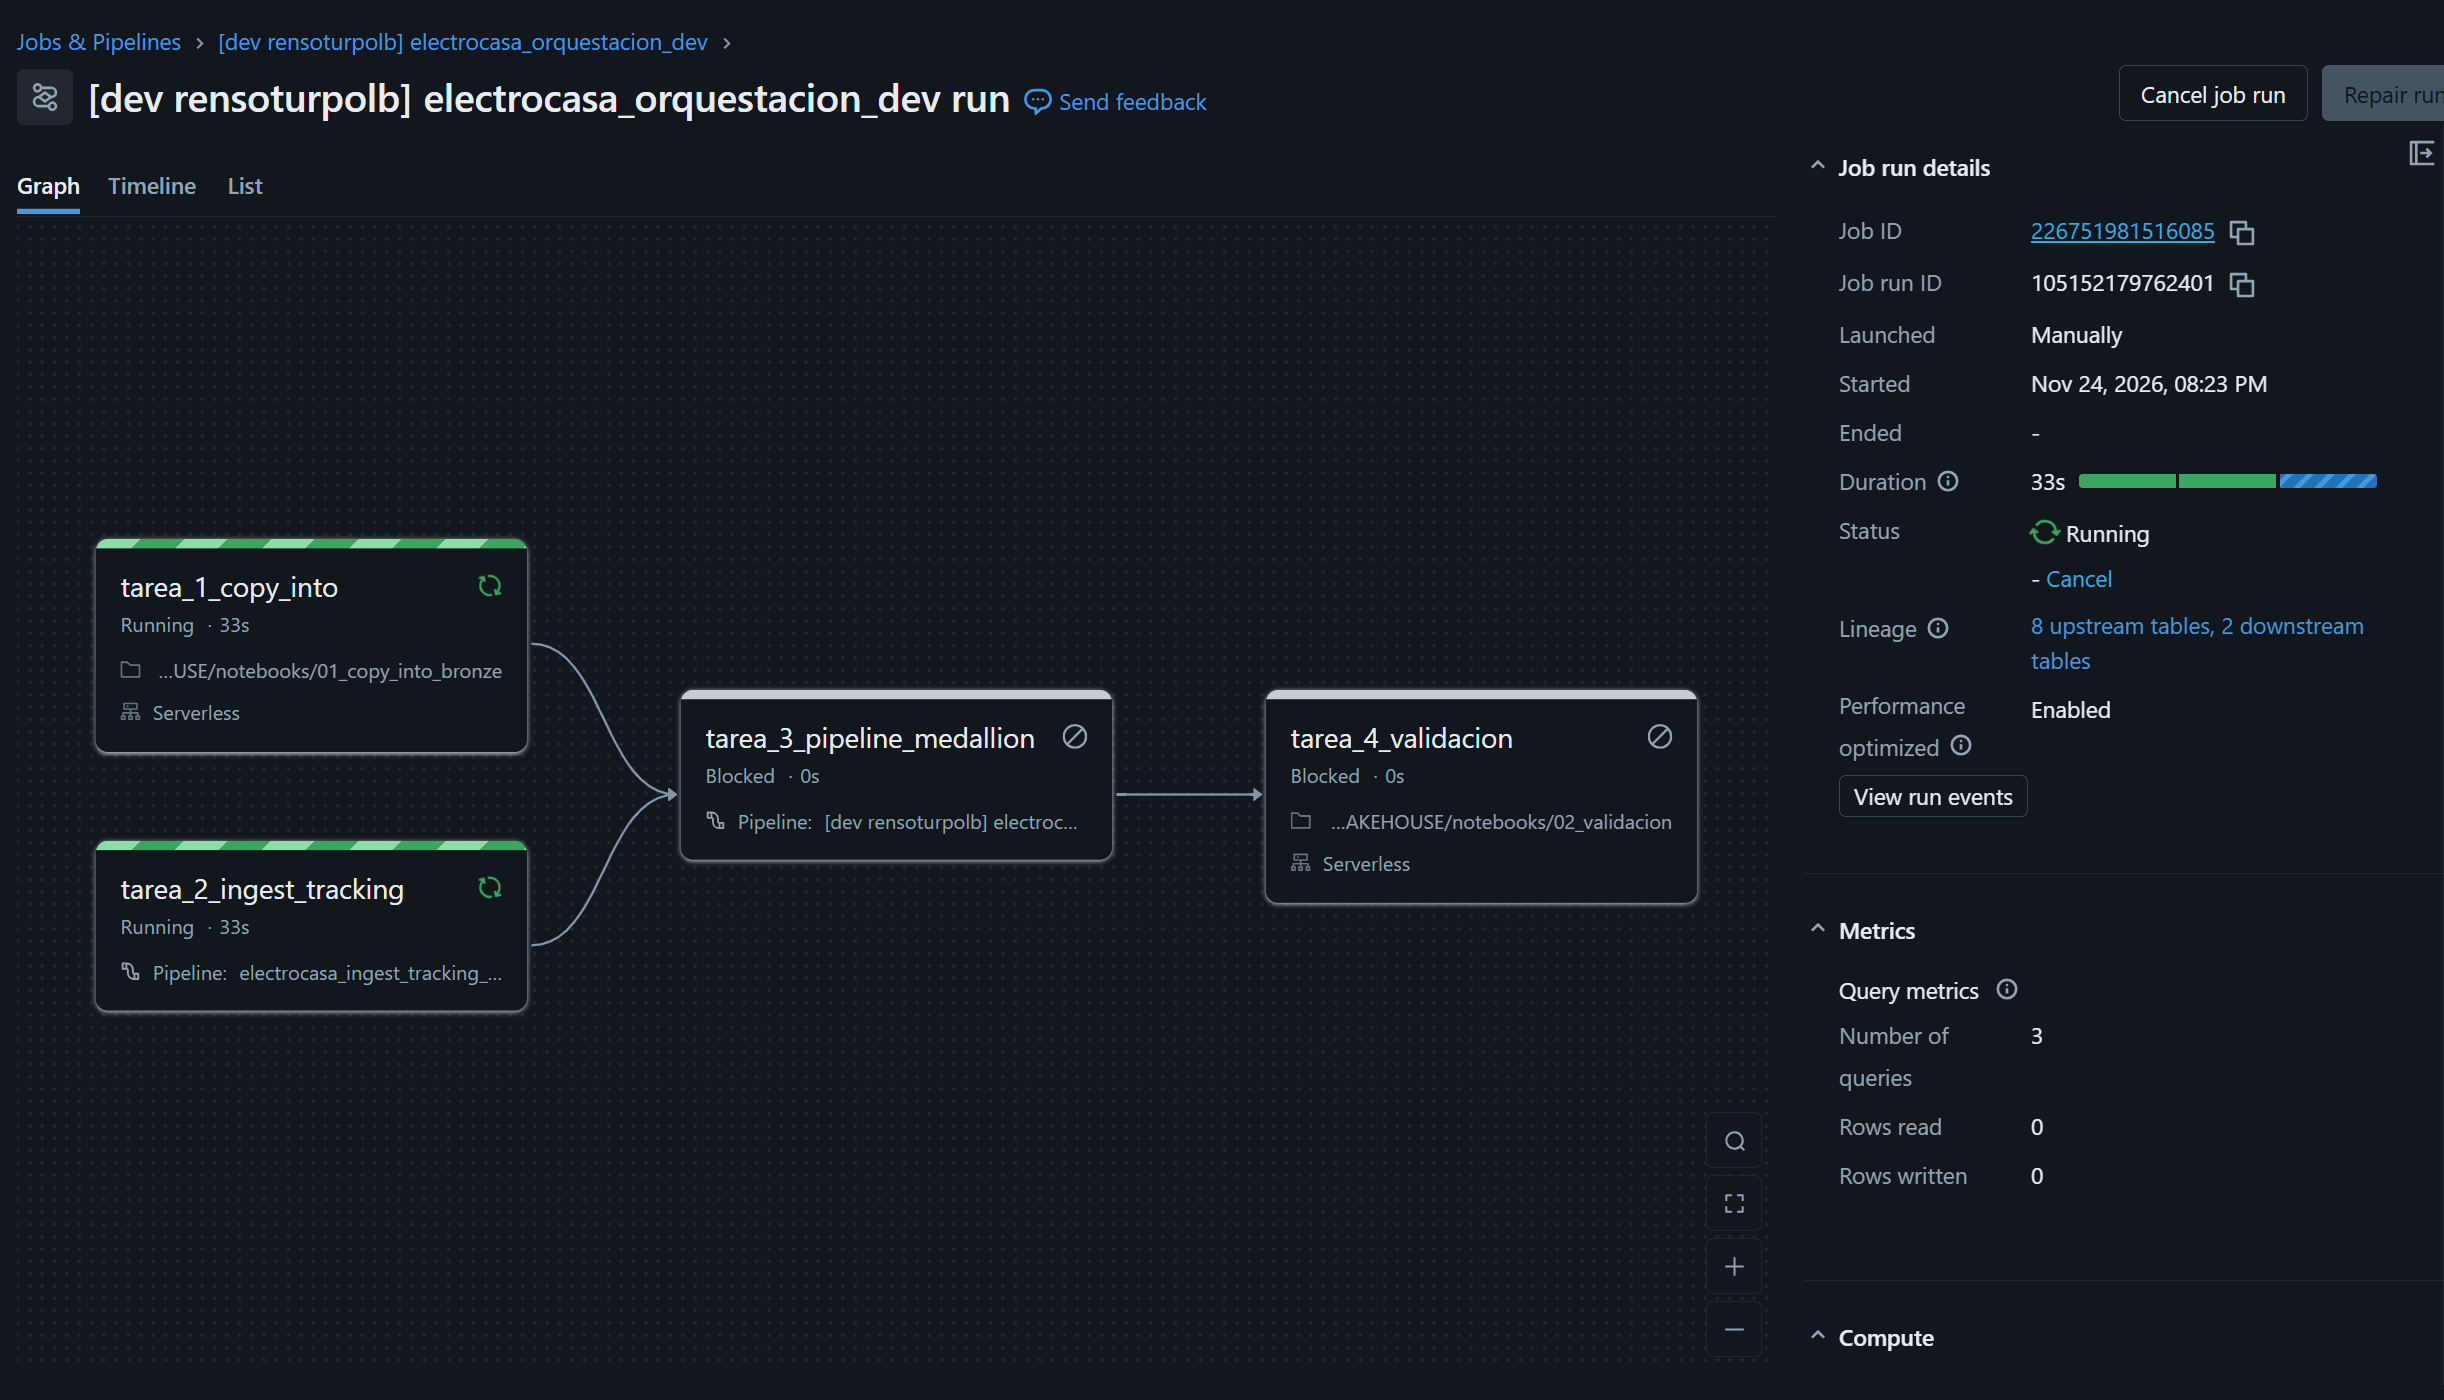 Jobs & Pipelines › [dev rensoturpolb] electrocasa_orquestacion_dev ›
[dev rensoturpolb] electrocasa_orquestacion_dev run
Send feedback
Cancel job run
Repair run
Graph
Timeline
List
tarea_1_copy_into
Running · 33s
...USE/notebooks/01_copy_into_bronze
Serverless
tarea_2_ingest_tracking
Running · 33s
Pipeline: electrocasa_ingest_tracking_...
tarea_3_pipeline_medallion
Blocked · 0s
Pipeline: [dev rensoturpolb] electroc...
tarea_4_validacion
Blocked · 0s
...AKEHOUSE/notebooks/02_validacion
Serverless
Job run details
Job ID 226751981516085
Job run ID 105152179762401
Launched Manually
Started Nov 24, 2026, 08:23 PM
Ended -
Duration 33s
Status Running
- Cancel
Lineage 8 upstream tables, 2 downstream
tables
Performance
optimized
Enabled
View run events
Metrics
Query metrics
Number of
queries
3
Rows read 0
Rows written 0
Compute